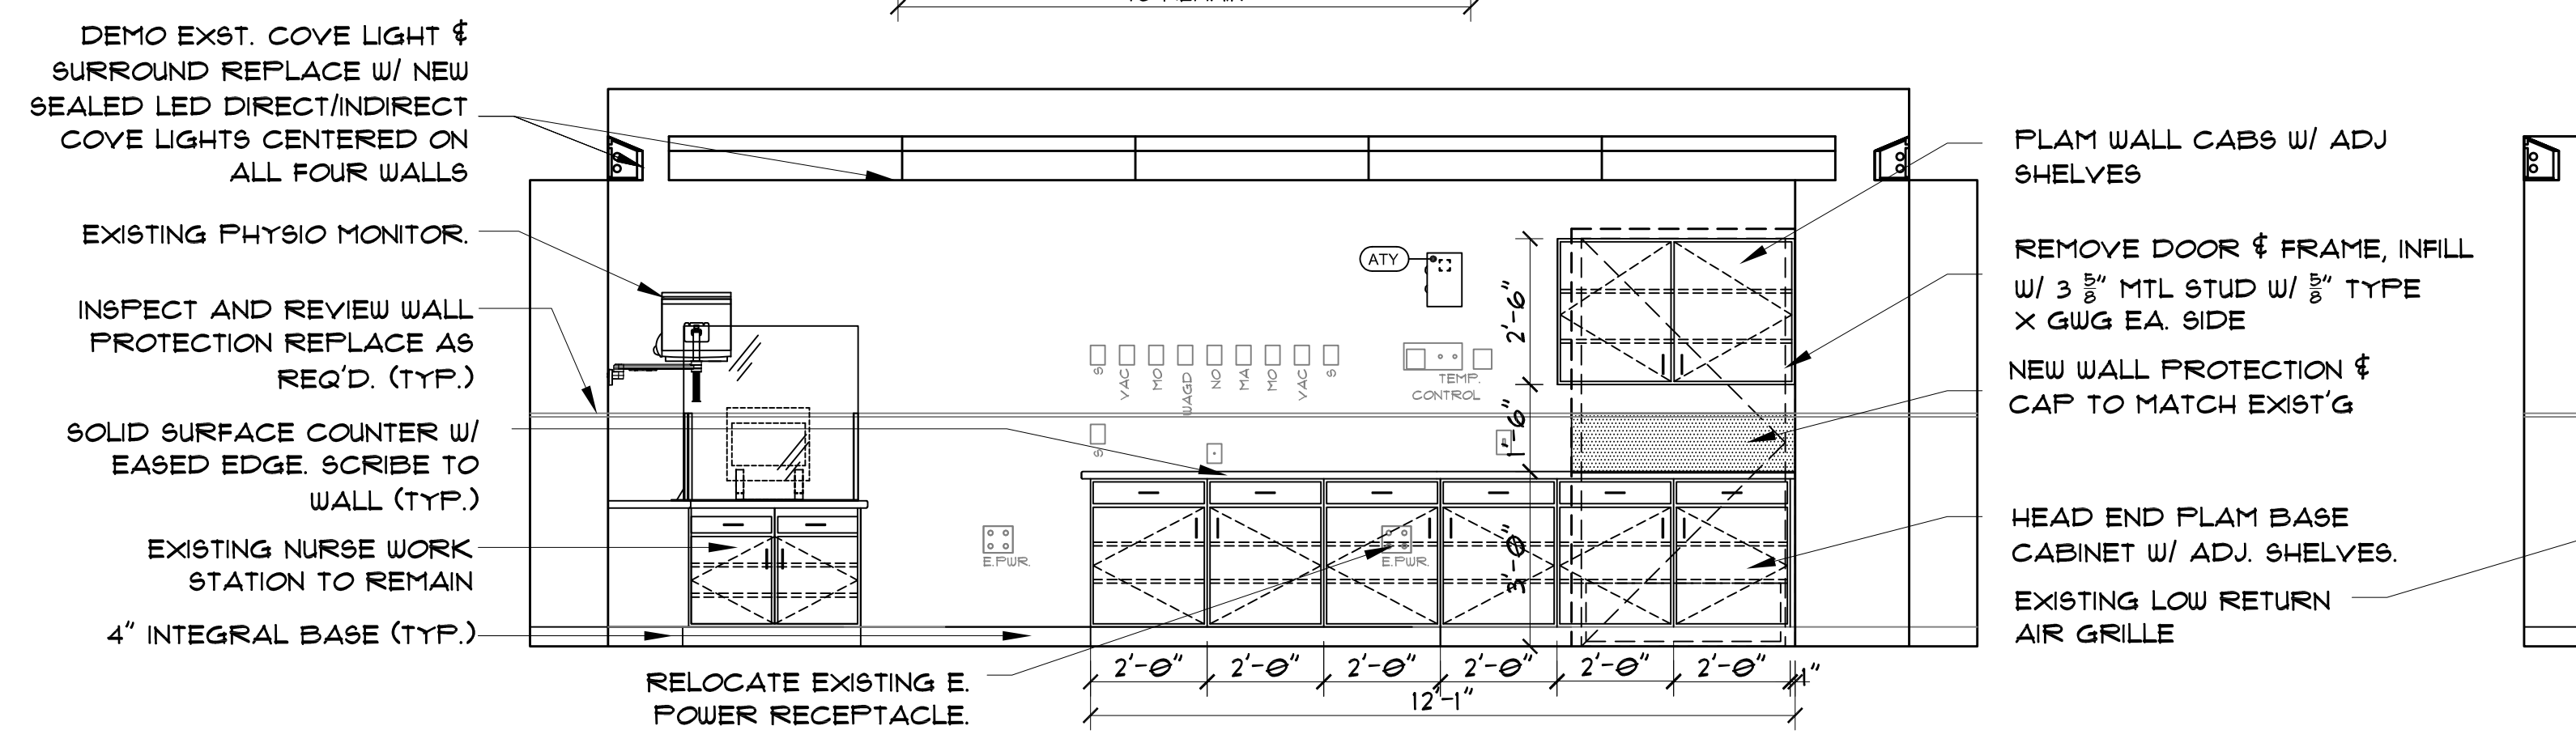 DEMO EXST. COVE LIGHT &
SURROUND REPLACE W/ NEW
SEALED LED DIRECT/INDIRECT
COVE LIGHTS CENTERED ON
ALL FOUR WALLS
EXISTING PHYSIO MONITOR.
INSPECT AND REVIEW WALL
PROTECTION REPLACE AS
REQ'D. (TYP.)
SOLID SURFACE COUNTER W/
EASED EDGE. SCRIBE TO
WALL (TYP.)
EXISTING NURSE WORK
STATION TO REMAIN
4" INTEGRAL BASE (TYP.)
RELOCATE EXISTING E.
POWER RECEPTACLE.
ATY
S
VAC
MO
WAGD
NO
MA
MO
VAC
S
TEMP.
CONTROL
S
E.PWR.
E.PWR.
2'-6"
1'-6"
3'-0"
2'-0" 2'-0" 2'-0" 2'-0" 2'-0" 2'-0" 1"
12'-1"
PLAM WALL CABS W/ ADJ
SHELVES
REMOVE DOOR & FRAME, INFILL
W/ 3 5/8" MTL STUD W/ 5/8" TYPE
X GWG EA. SIDE
NEW WALL PROTECTION &
CAP TO MATCH EXIST'G
HEAD END PLAM BASE
CABINET W/ ADJ. SHELVES.
EXISTING LOW RETURN
AIR GRILLE